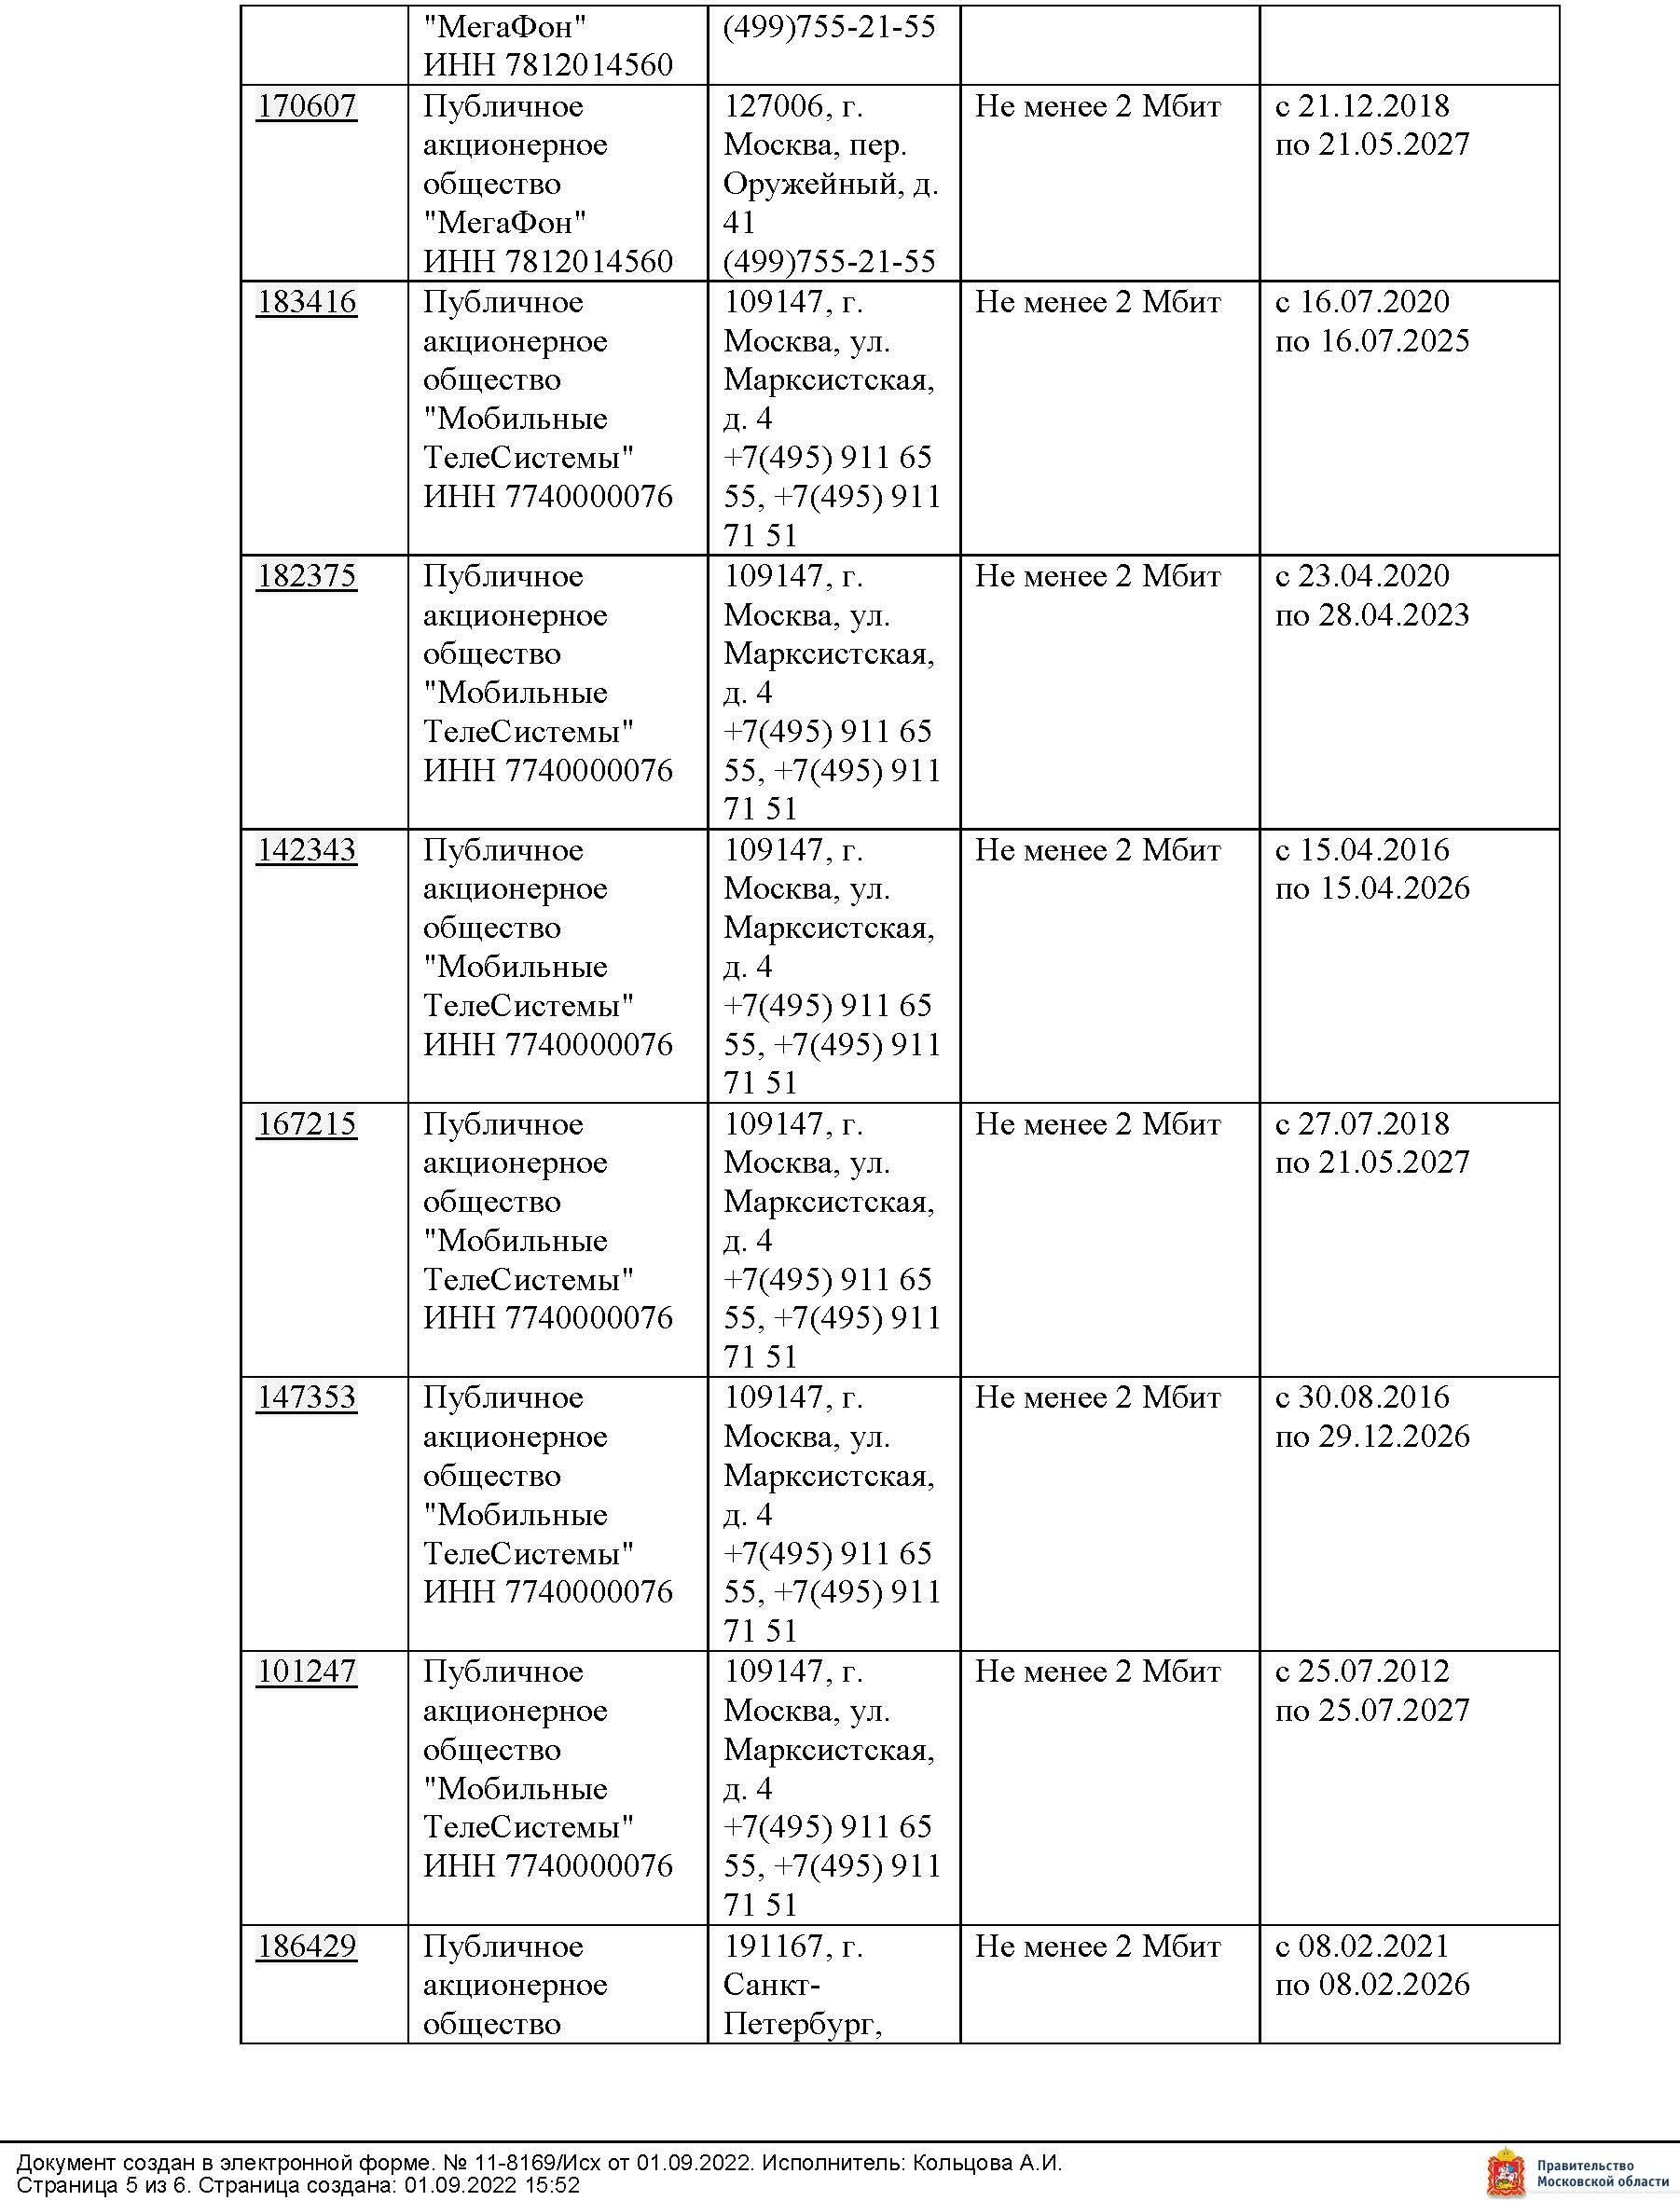 "МегаФон"
ИНН 7812014560
(499)755-21-55
170607
Публичное
акционерное
общество
"МегаФон"
ИНН 7812014560
127006, г.
Москва, пер.
Оружейный, д.
41
(499)755-21-55
Не менее 2 Мбит
с 21.12.2018
по 21.05.2027
183416
Публичное
акционерное
общество
"Мобильные
ТелеСистемы"
ИНН 7740000076
109147, г.
Москва, ул.
Марксистская,
д. 4
+7(495) 911 65
55, +7(495) 911
71 51
Не менее 2 Мбит
с 16.07.2020
по 16.07.2025
182375
Публичное
акционерное
общество
"Мобильные
ТелеСистемы"
ИНН 7740000076
109147, г.
Москва, ул.
Марксистская,
д. 4
+7(495) 911 65
55, +7(495) 911
71 51
Не менее 2 Мбит
с 23.04.2020
по 28.04.2023
142343
Публичное
акционерное
общество
"Мобильные
ТелеСистемы"
ИНН 7740000076
109147, г.
Москва, ул.
Марксистская,
д. 4
+7(495) 911 65
55, +7(495) 911
71 51
Не менее 2 Мбит
с 15.04.2016
по 15.04.2026
167215
Публичное
акционерное
общество
"Мобильные
ТелеСистемы"
ИНН 7740000076
109147, г.
Москва, ул.
Марксистская,
д. 4
+7(495) 911 65
55, +7(495) 911
71 51
Не менее 2 Мбит
с 27.07.2018
по 21.05.2027
147353
Публичное
акционерное
общество
"Мобильные
ТелеСистемы"
ИНН 7740000076
109147, г.
Москва, ул.
Марксистская,
д. 4
+7(495) 911 65
55, +7(495) 911
71 51
Не менее 2 Мбит
с 30.08.2016
по 29.12.2026
101247
Публичное
акционерное
общество
"Мобильные
ТелеСистемы"
ИНН 7740000076
109147, г.
Москва, ул.
Марксистская,
д. 4
+7(495) 911 65
55, +7(495) 911
71 51
Не менее 2 Мбит
с 25.07.2012
по 25.07.2027
186429
Публичное
акционерное
общество
191167, г.
Санкт-
Петербург,
Не менее 2 Мбит
с 08.02.2021
по 08.02.2026
Документ создан в электронной форме. № 11-8169/Исх от 01.09.2022. Исполнитель: Кольцова А.И.
Страница 5 из 6. Страница создана: 01.09.2022 15:52
Правительство
Московской области